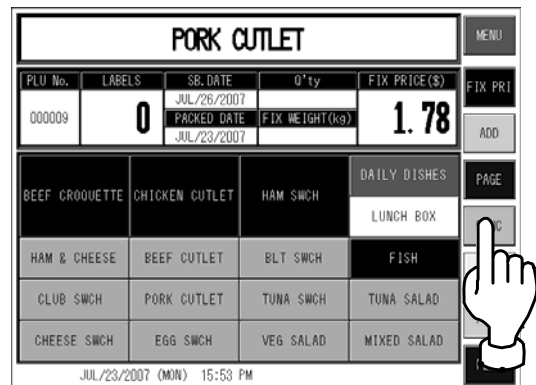 PORK CUTLET
MENU
PLU No. LABELS SB.DATE Q'ty FIX PRICE($)
FIX PRI
JUL/26/2007
000009 0 PACKED DATE FIX WEIGHT(kg) 1.78
ADD
JUL/23/2007
PAGE
BEEF CROQUETTE CHICKEN CUTLET HAM SWCH DAILY DISHES
LUNCH BOX
HAM & CHEESE BEEF CUTLET BLT SWCH FISH
CLUB SWCH PORK CUTLET TUNA SWCH TUNA SALAD
CHEESE SWCH EGG SWCH VEG SALAD MIXED SALAD
JUL/23/2007 (MON) 15:53 PM